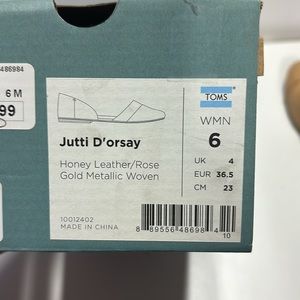 486984
6 M
99
TOMS
WMN
6
Jutti D'orsay
Honey Leather/Rose
Gold Metallic Woven
UK 4
EUR 36.5
CM 23
10012402
MADE IN CHINA
8 89556 48698 4
10